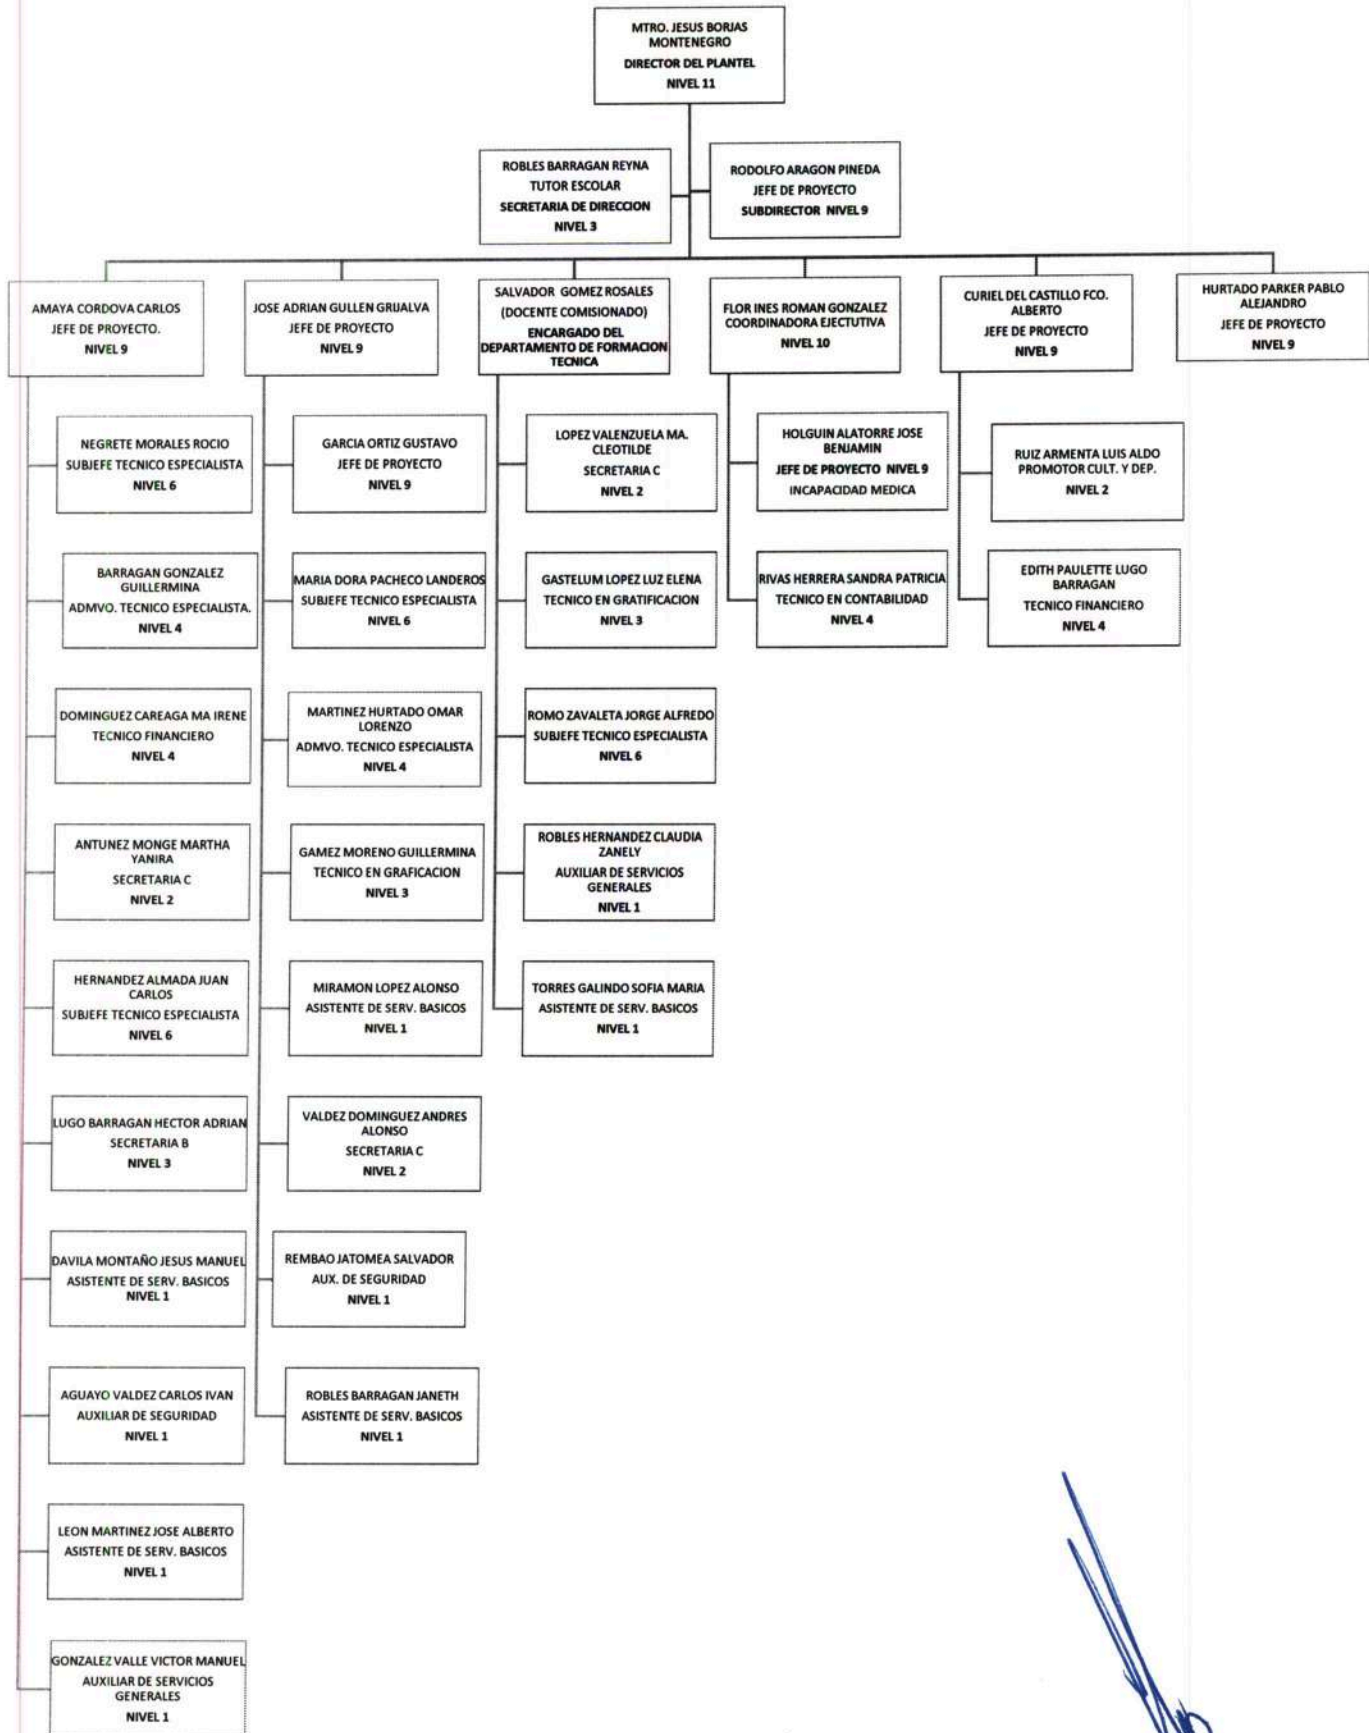 MTRO. JESUS BORJAS
MONTENEGRO
DIRECTOR DEL PLANTEL
NIVEL 11
ROBLES BARRAGAN REYNA
TUTOR ESCOLAR
SECRETARIA DE DIRECCION
NIVEL 3
RODOLFO ARAGON PINEDA
JEFE DE PROYECTO
SUBDIRECTOR NIVEL 9
AMAYA CORDOVA CARLOS
JEFE DE PROYECTO.
NIVEL 9
JOSE ADRIAN GULLEN GRIJALVA
JEFE DE PROYECTO
NIVEL 9
SALVADOR GOMEZ ROSALES
(DOCENTE COMISIONADO)
ENCARGADO DEL
DEPARTAMENTO DE FORMACION
TECNICA
FLOR INES ROMAN GONZALEZ
COORDINADORA EJECTUTIVA
NIVEL 10
CURIEL DEL CASTILLO FCO.
ALBERTO
JEFE DE PROYECTO
NIVEL 9
HURTADO PARKER PABLO
ALEJANDRO
JEFE DE PROYECTO
NIVEL 9
NEGRETE MORALES ROCIO
SUBJEFE TECNICO ESPECIALISTA
NIVEL 6
BARRAGAN GONZALEZ
GUILLERMINA
ADMVO. TECNICO ESPECIALISTA.
NIVEL 4
DOMINGUEZ CAREAGA MA IRENE
TECNICO FINANCIERO
NIVEL 4
ANTUNEZ MONGE MARTHA
YANIRA
SECRETARIA C
NIVEL 2
HERNANDEZ ALMADA JUAN
CARLOS
SUBJEFE TECNICO ESPECIALISTA
NIVEL 6
LUGO BARRAGAN HECTOR ADRIAN
SECRETARIA B
NIVEL 3
DAVILA MONTAÑO JESUS MANUEL
ASISTENTE DE SERV. BASICOS
NIVEL 1
AGUAYO VALDEZ CARLOS IVAN
AUXILIAR DE SEGURIDAD
NIVEL 1
LEON MARTINEZ JOSE ALBERTO
ASISTENTE DE SERV. BASICOS
NIVEL 1
GONZALEZ VALLE VICTOR MANUEL
AUXILIAR DE SERVICIOS
GENERALES
NIVEL 1
GARCIA ORTIZ GUSTAVO
JEFE DE PROYECTO
NIVEL 9
MARIA DORA PACHECO LANDEROS
SUBJEFE TECNICO ESPECIALISTA
NIVEL 6
MARTINEZ HURTADO OMAR
LORENZO
ADMVO. TECNICO ESPECIALISTA
NIVEL 4
GAMEZ MORENO GUILLERMINA
TECNICO EN GRAFICACION
NIVEL 3
MIRAMON LOPEZ ALONSO
ASISTENTE DE SERV. BASICOS
NIVEL 1
VALDEZ DOMINGUEZ ANDRES
ALONSO
SECRETARIA C
NIVEL 2
REMBAO JATOMEA SALVADOR
AUX. DE SEGURIDAD
NIVEL 1
ROBLES BARRAGAN JANETH
ASISTENTE DE SERV. BASICOS
NIVEL 1
LOPEZ VALENZUELA MA.
CLEOTILDE
SECRETARIA C
NIVEL 2
GASTELUM LOPEZ LUZ ELENA
TECNICO EN GRATIFICACION
NIVEL 3
ROMO ZAVALETA JORGE ALFREDO
SUBJEFE TECNICO ESPECIALISTA
NIVEL 6
ROBLES HERNANDEZ CLAUDIA
ZANELY
AUXILIAR DE SERVICIOS
GENERALES
NIVEL 1
TORRES GALINDO SOFIA MARIA
ASISTENTE DE SERV. BASICOS
NIVEL 1
HOLGUIN ALATORRE JOSE
BENJAMIN
JEFE DE PROYECTO NIVEL 9
INCAPACIDAD MEDICA
RIVAS HERRERA SANDRA PATRICIA
TECNICO EN CONTABILIDAD
NIVEL 4
RUIZ ARMENTA LUIS ALDO
PROMOTOR CULT. Y DEP.
NIVEL 2
EDITH PAULETTE LUGO
BARRAGAN
TECNICO FINANCIERO
NIVEL 4